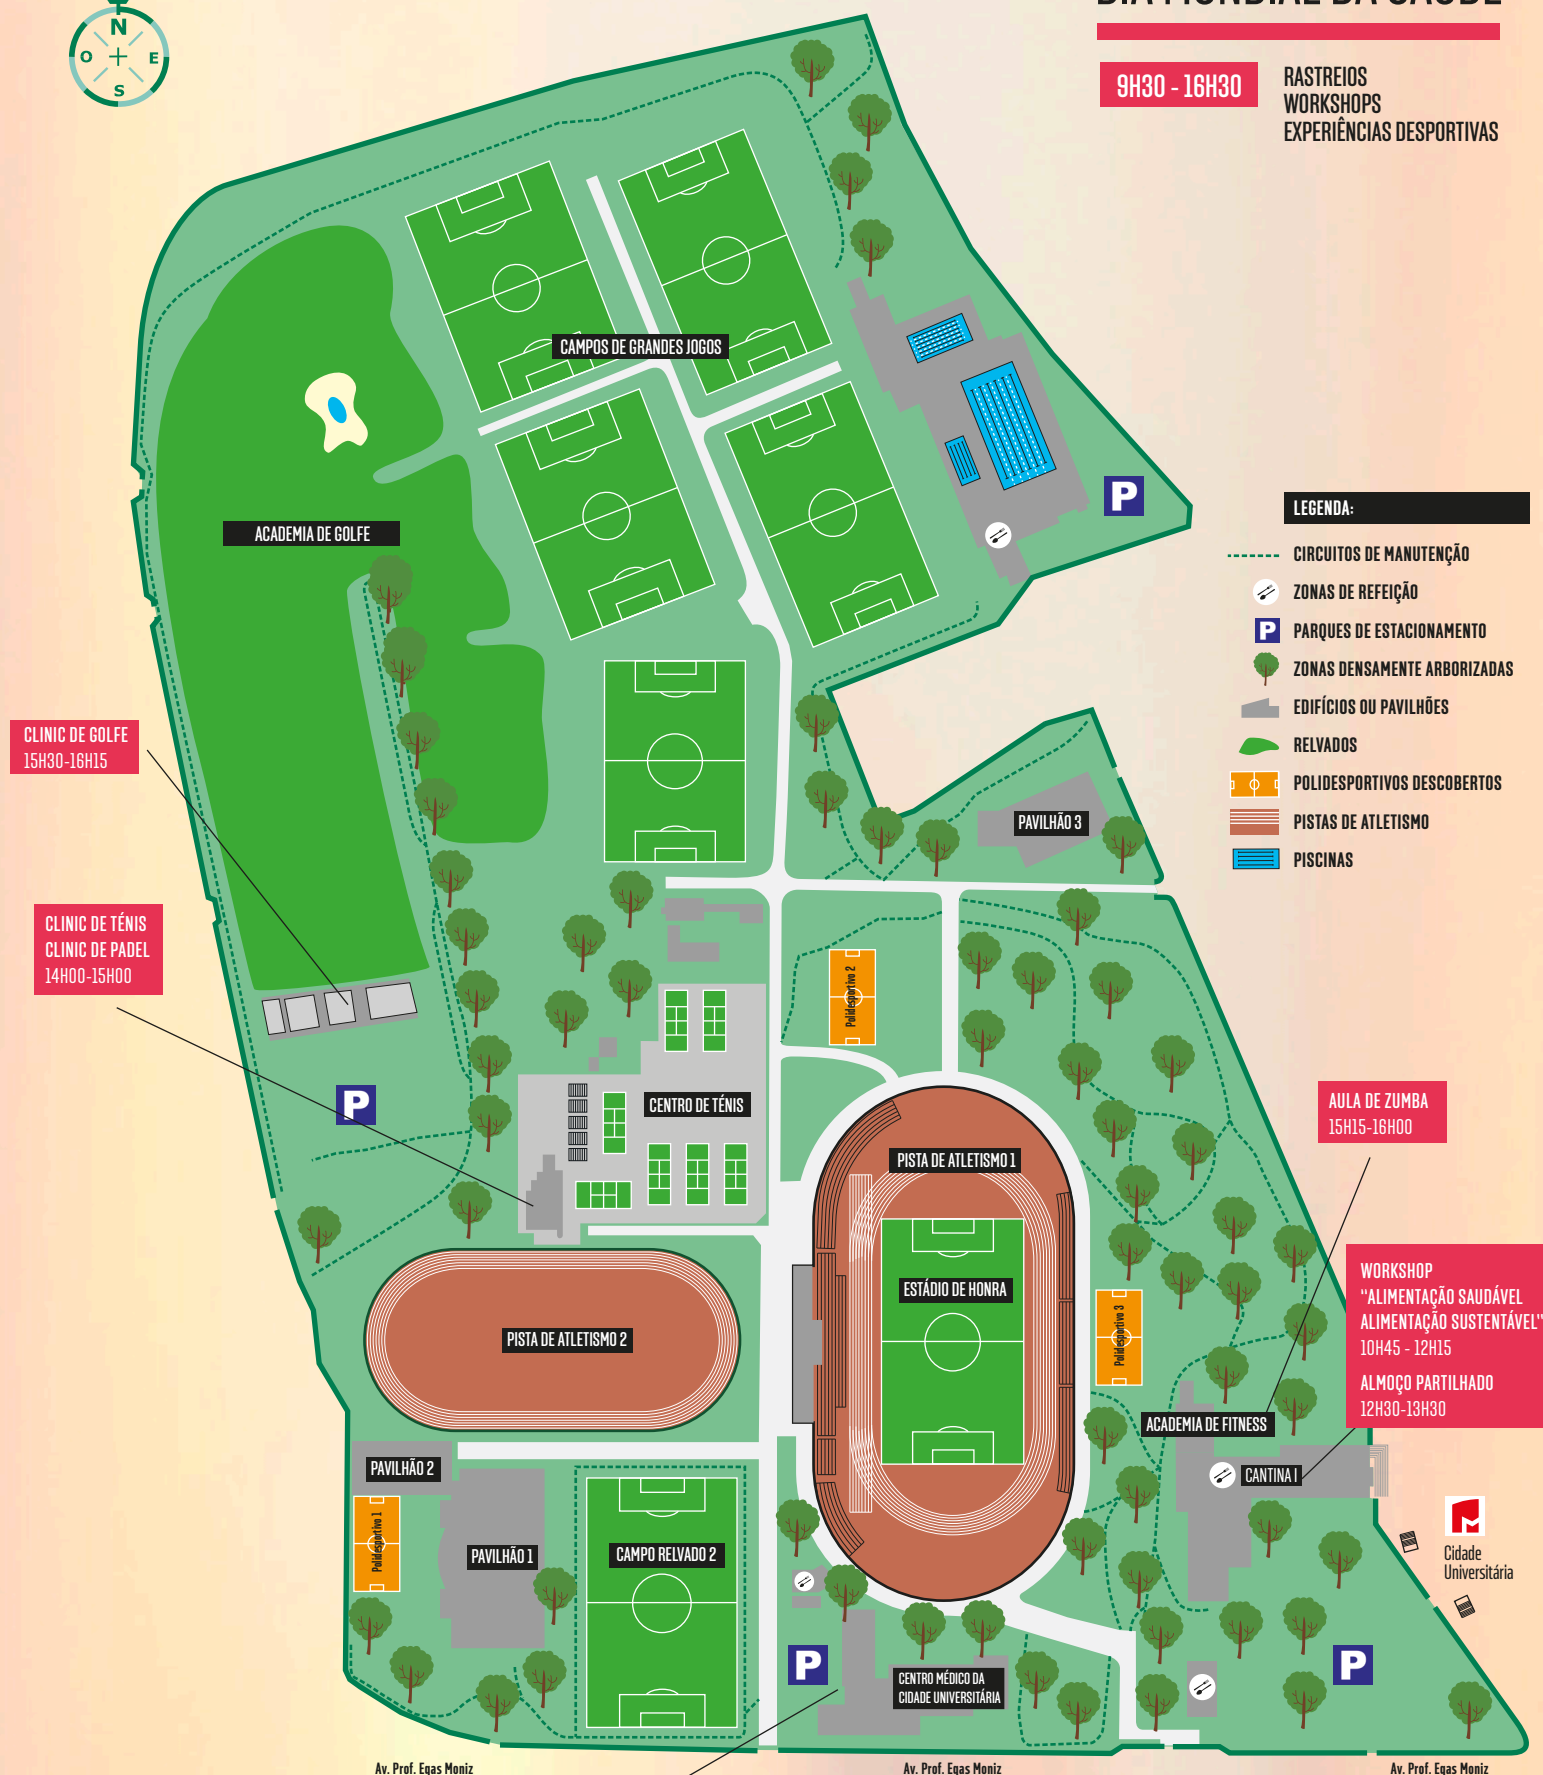 DIA MUNDIAL DA SAÚDE
9H30 - 16H30
RASTREIOS
WORKSHOPS
EXPERIÊNCIAS DESPORTIVAS
N
O
E
S
CAMPOS DE GRANDES JOGOS
ACADEMIA DE GOLFE
P
LEGENDA:
CIRCUITOS DE MANUTENÇÃO
ZONAS DE REFEIÇÃO
P PARQUES DE ESTACIONAMENTO
ZONAS DENSAMENTE ARBORIZADAS
EDIFÍCIOS OU PAVILHÕES
RELVADOS
POLIDESPORTIVOS DESCOBERTOS
PISTAS DE ATLETISMO
PISCINAS
CLINIC DE GOLFE
15H30-16H15
PAVILHÃO 3
CLINIC DE TÉNIS
CLINIC DE PADEL
14H00-15H00
Polidesportivo 2
P
CENTRO DE TÉNIS
AULA DE ZUMBA
15H15-16H00
PISTA DE ATLETISMO 1
ESTÁDIO DE HONRA
WORKSHOP
"ALIMENTAÇÃO SAUDÁVEL
ALIMENTAÇÃO SUSTENTÁVEL"
10H45 - 12H15
ALMOÇO PARTILHADO
12H30-13H30
Polidesportivo 3
PISTA DE ATLETISMO 2
ACADEMIA DE FITNESS
CANTINA I
PAVILHÃO 2
Polidesportivo 1
PAVILHÃO 1
CAMPO RELVADO 2
Cidade
Universitária
P
CENTRO MÉDICO DA
CIDADE UNIVERSITÁRIA
P
Av. Prof. Egas Moniz
Av. Prof. Egas Moniz
Av. Prof. Egas Moniz